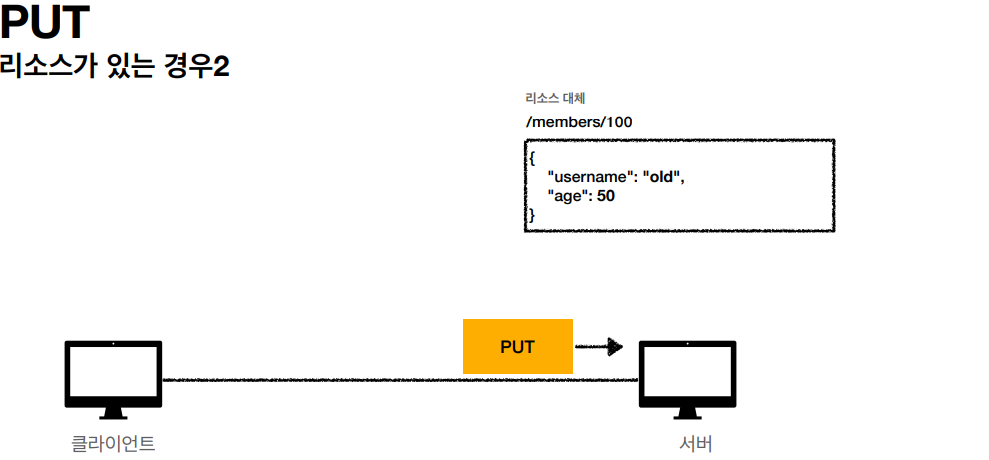 PUT
리소스가 있는 경우2
리소스 대체
/members/100
{
"username": "old",
"age": 50
}
PUT
클라이언트
서버